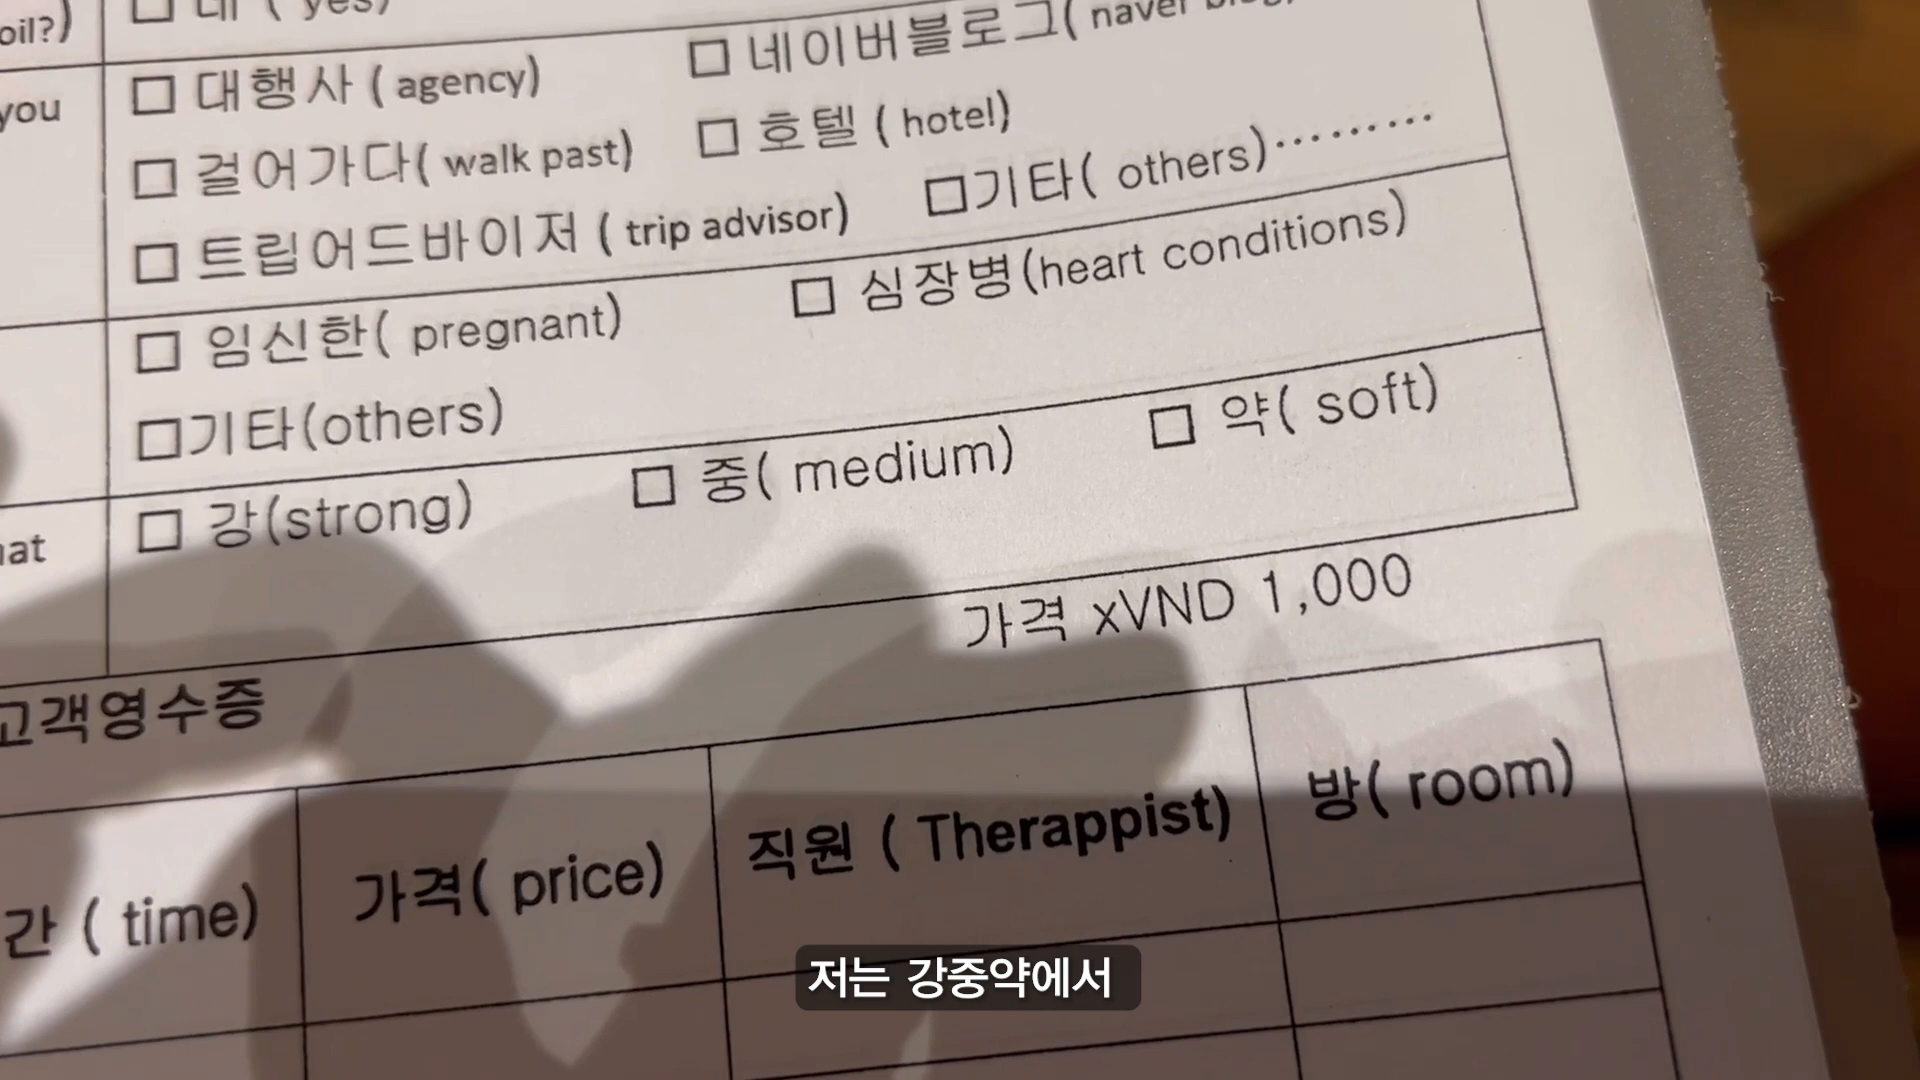 oil?) □ 네 ( yes)
you □ 대행사 ( agency) □ 네이버블로그( naver blog)
□ 걸어가다( walk past) □ 호텔 ( hotel)
□ 트립어드바이저 ( trip advisor) □기타( others)·········
□ 임신한( pregnant) □ 심장병(heart conditions)
□기타(others)
□ 강(strong) □ 중( medium) □ 약( soft)
가격 xVND 1,000
고객영수증
간 ( time) 가격( price) 직원 ( Therappist) 방( room)
저는 강중약에서